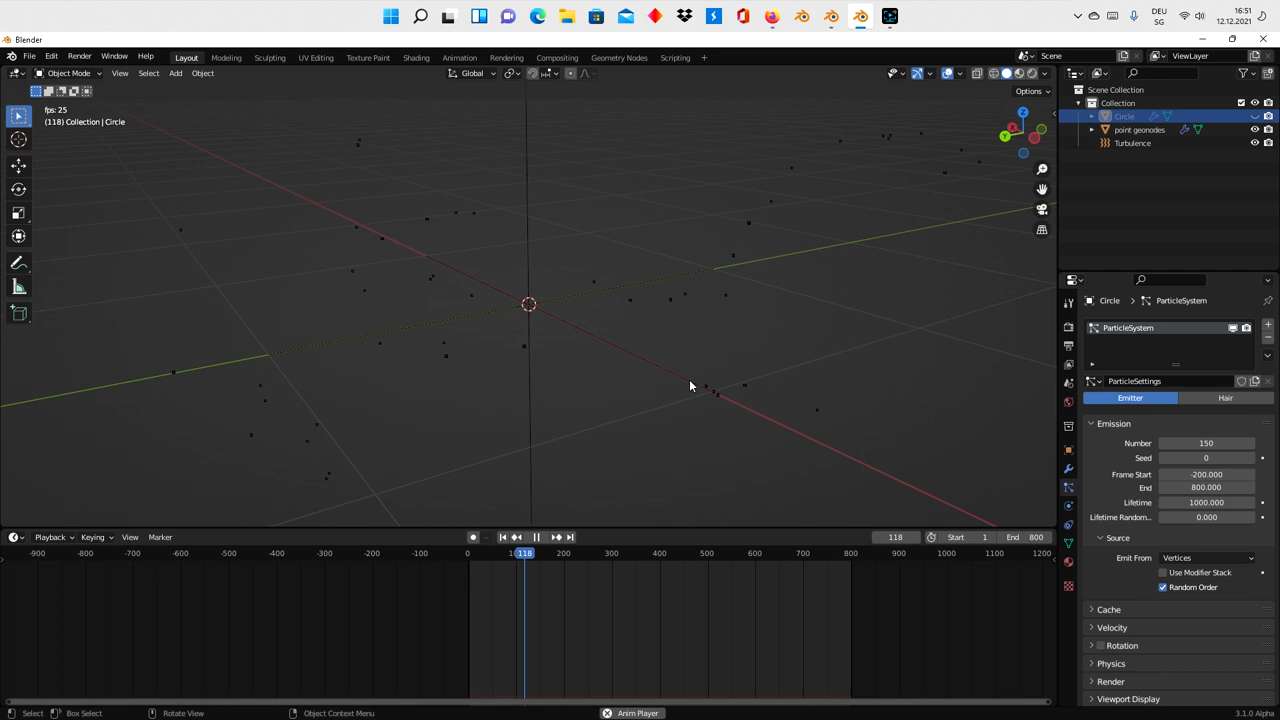 16:51
DEU
SG
12.12.2021
Blender
File Edit Render Window Help
Layout Modeling Sculpting UV Editing Texture Paint Shading Animation Rendering Compositing Geometry Nodes Scripting +
Scene
ViewLayer
Object Mode View Select Add Object
Global
Options
fps: 25
(118) Collection | Circle
Z
X
Y
Scene Collection
Collection
Circle
point geonodes
Turbulence
Circle > ParticleSystem
ParticleSystem
ParticleSettings
Emitter Hair
Emission
Number 150
Seed 0
Frame Start -200.000
End 800.000
Lifetime 1000.000
Lifetime Random... 0.000
Source
Emit From Vertices
Use Modifier Stack
Random Order
Cache
Velocity
Rotation
Physics
Render
Viewport Display
Playback Keying View Marker
118 Start 1 End 800
-900 -800 -700 -600 -500 -400 -300 -200 -100 0 118 200 300 400 500 600 700 800 900 1000 1100 1200
Select Box Select Rotate View Object Context Menu Anim Player 3.1.0 Alpha